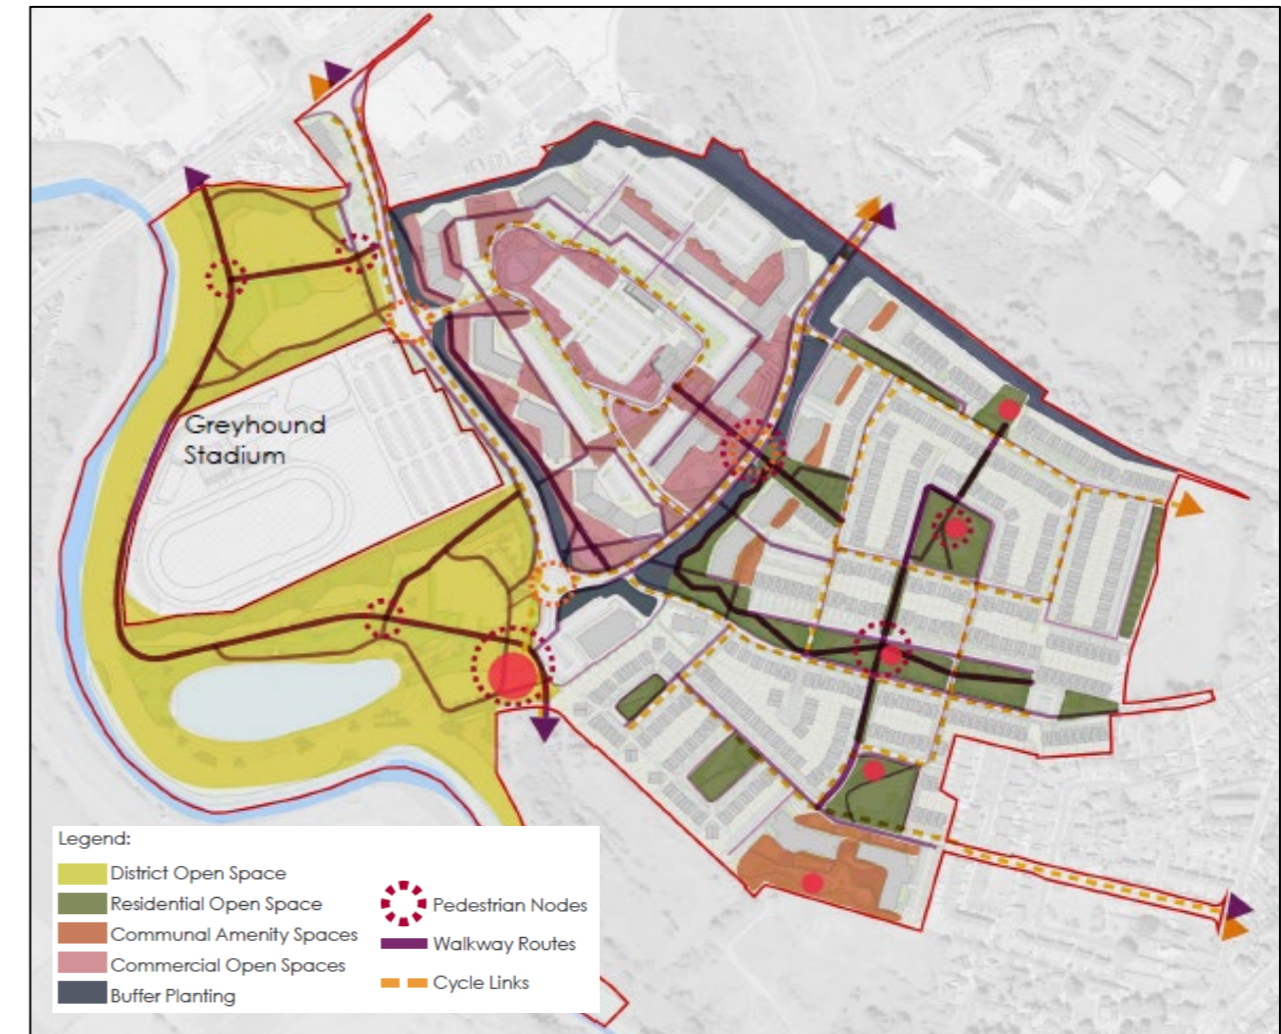 Greyhound
Stadium
Legend:
District Open Space
Residential Open Space
Communal Amenity Spaces
Commercial Open Spaces
Buffer Planting
Pedestrian Nodes
Walkway Routes
Cycle Links